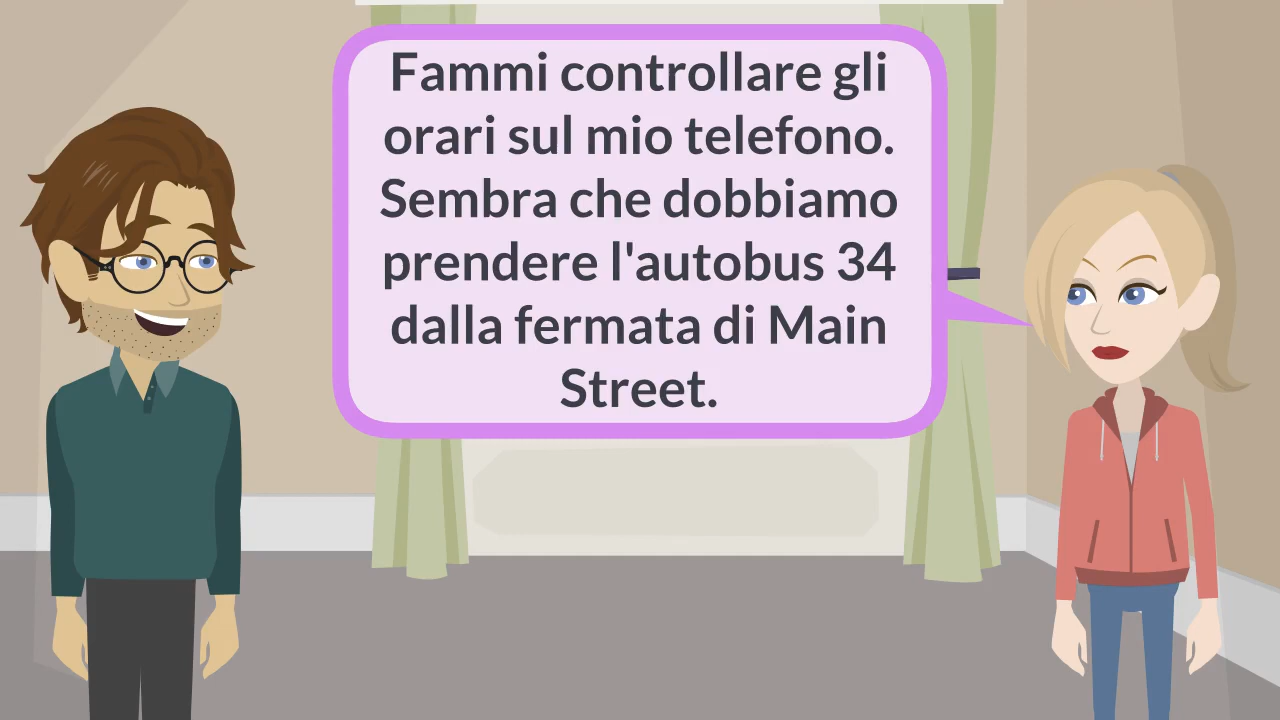 Fammi controllare gli
orari sul mio telefono.
Sembra che dobbiamo
prendere l'autobus 34
dalla fermata di Main
Street.